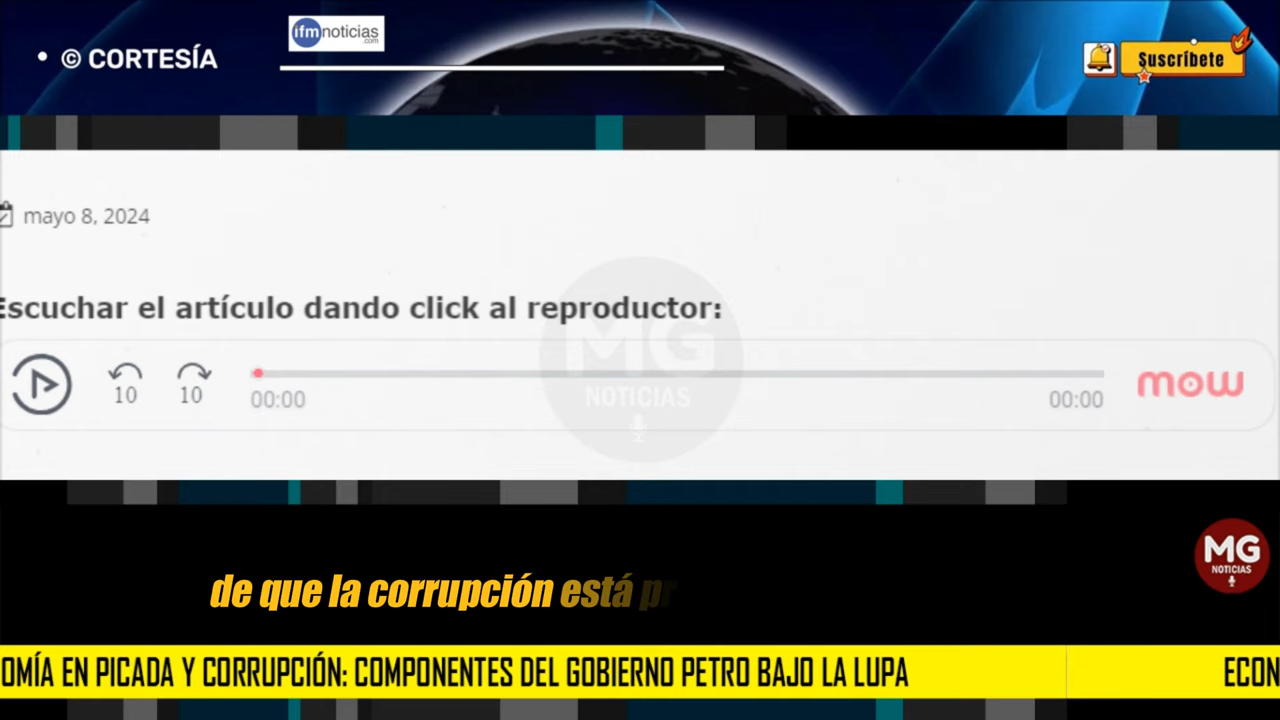 • © CORTESÍA
ifmnoticias
.com
Suscríbete
mayo 8, 2024
Escuchar el artículo dando click al reproductor:
10 10
00:00 00:00
mow
MG
NOTICIAS
de que la corrupción está pr
MG
NOTICIAS
OMÍA EN PICADA Y CORRUPCIÓN: COMPONENTES DEL GOBIERNO PETRO BAJO LA LUPA ECON